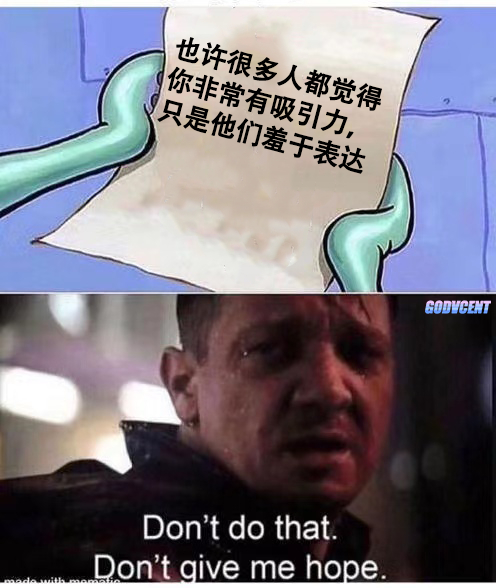 也许很多人都觉得
你非常有吸引力,
只是他们羞于表达
GODVCENT
Don't do that.
Don't give me hope.
made with mematic